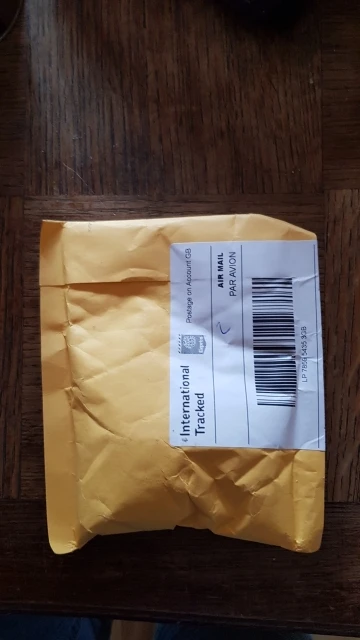 International
Tracked
Postage on Account GB
AIR MAIL
PAR AVION